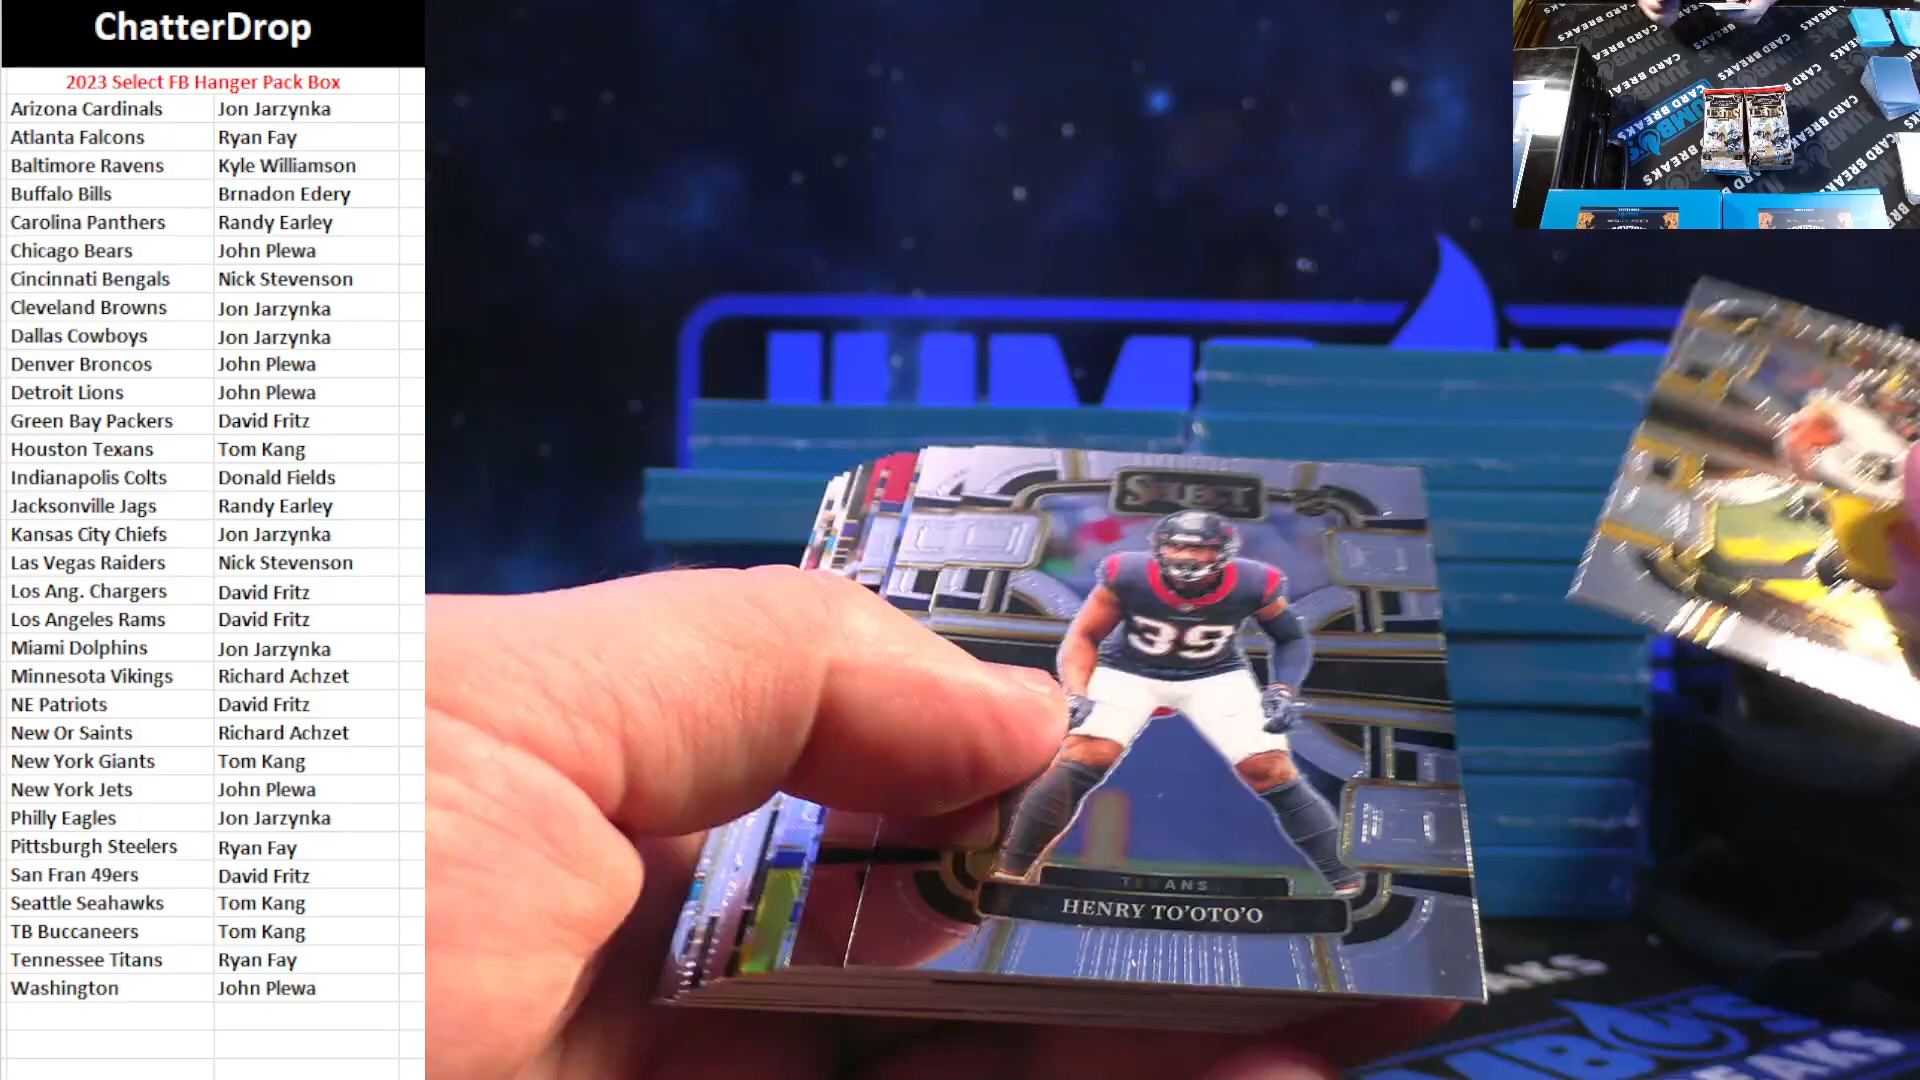 ChatterDrop
2023 Select FB Hanger Pack Box
Arizona Cardinals Jon Jarzynka
Atlanta Falcons Ryan Fay
Baltimore Ravens Kyle Williamson
Buffalo Bills Brnadon Edery
Carolina Panthers Randy Earley
Chicago Bears John Plewa
Cincinnati Bengals Nick Stevenson
Cleveland Browns Jon Jarzynka
Dallas Cowboys Jon Jarzynka
Denver Broncos John Plewa
Detroit Lions John Plewa
Green Bay Packers David Fritz
Houston Texans Tom Kang
Indianapolis Colts Donald Fields
Jacksonville Jags Randy Earley
Kansas City Chiefs Jon Jarzynka
Las Vegas Raiders Nick Stevenson
Los Ang. Chargers David Fritz
Los Angeles Rams David Fritz
Miami Dolphins Jon Jarzynka
Minnesota Vikings Richard Achzet
NE Patriots David Fritz
New Or Saints Richard Achzet
New York Giants Tom Kang
New York Jets John Plewa
Philly Eagles Jon Jarzynka
Pittsburgh Steelers Ryan Fay
San Fran 49ers David Fritz
Seattle Seahawks Tom Kang
TB Buccaneers Tom Kang
Tennessee Titans Ryan Fay
Washington John Plewa
SELECT
39
TEXANS
HENRY TO'OTO'O
JUMBO'S
CARD BREAKS